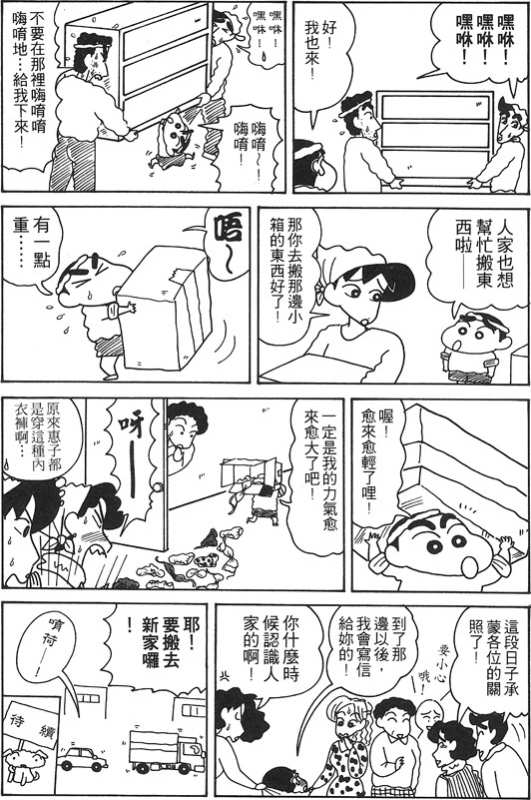 嘿咻！
嘿咻！
嘿咻！
好！
我也來！
嘿咻！
嘿咻！
嗨唷～！
嗨唷！
不要在那裡嗨唷唷
嗨唷地…給我下來！
人家也想
幫忙搬東
西啦──
那你去搬那邊小
箱的東西好了！
唔～
有一點
重……
喔！
愈來愈輕了哩！
一定是我的力氣愈
來愈大了吧！
呀──
原來惠子都
是穿這種內
衣褲啊…
這段日子承
蒙各位的關
照了！
要小心
哦！
到了那
邊以後，
我會寫信
給妳的！
你什麼時
候認識人
家的啊！
耶！
要搬去
新家囉
！
噴荷──！
待續